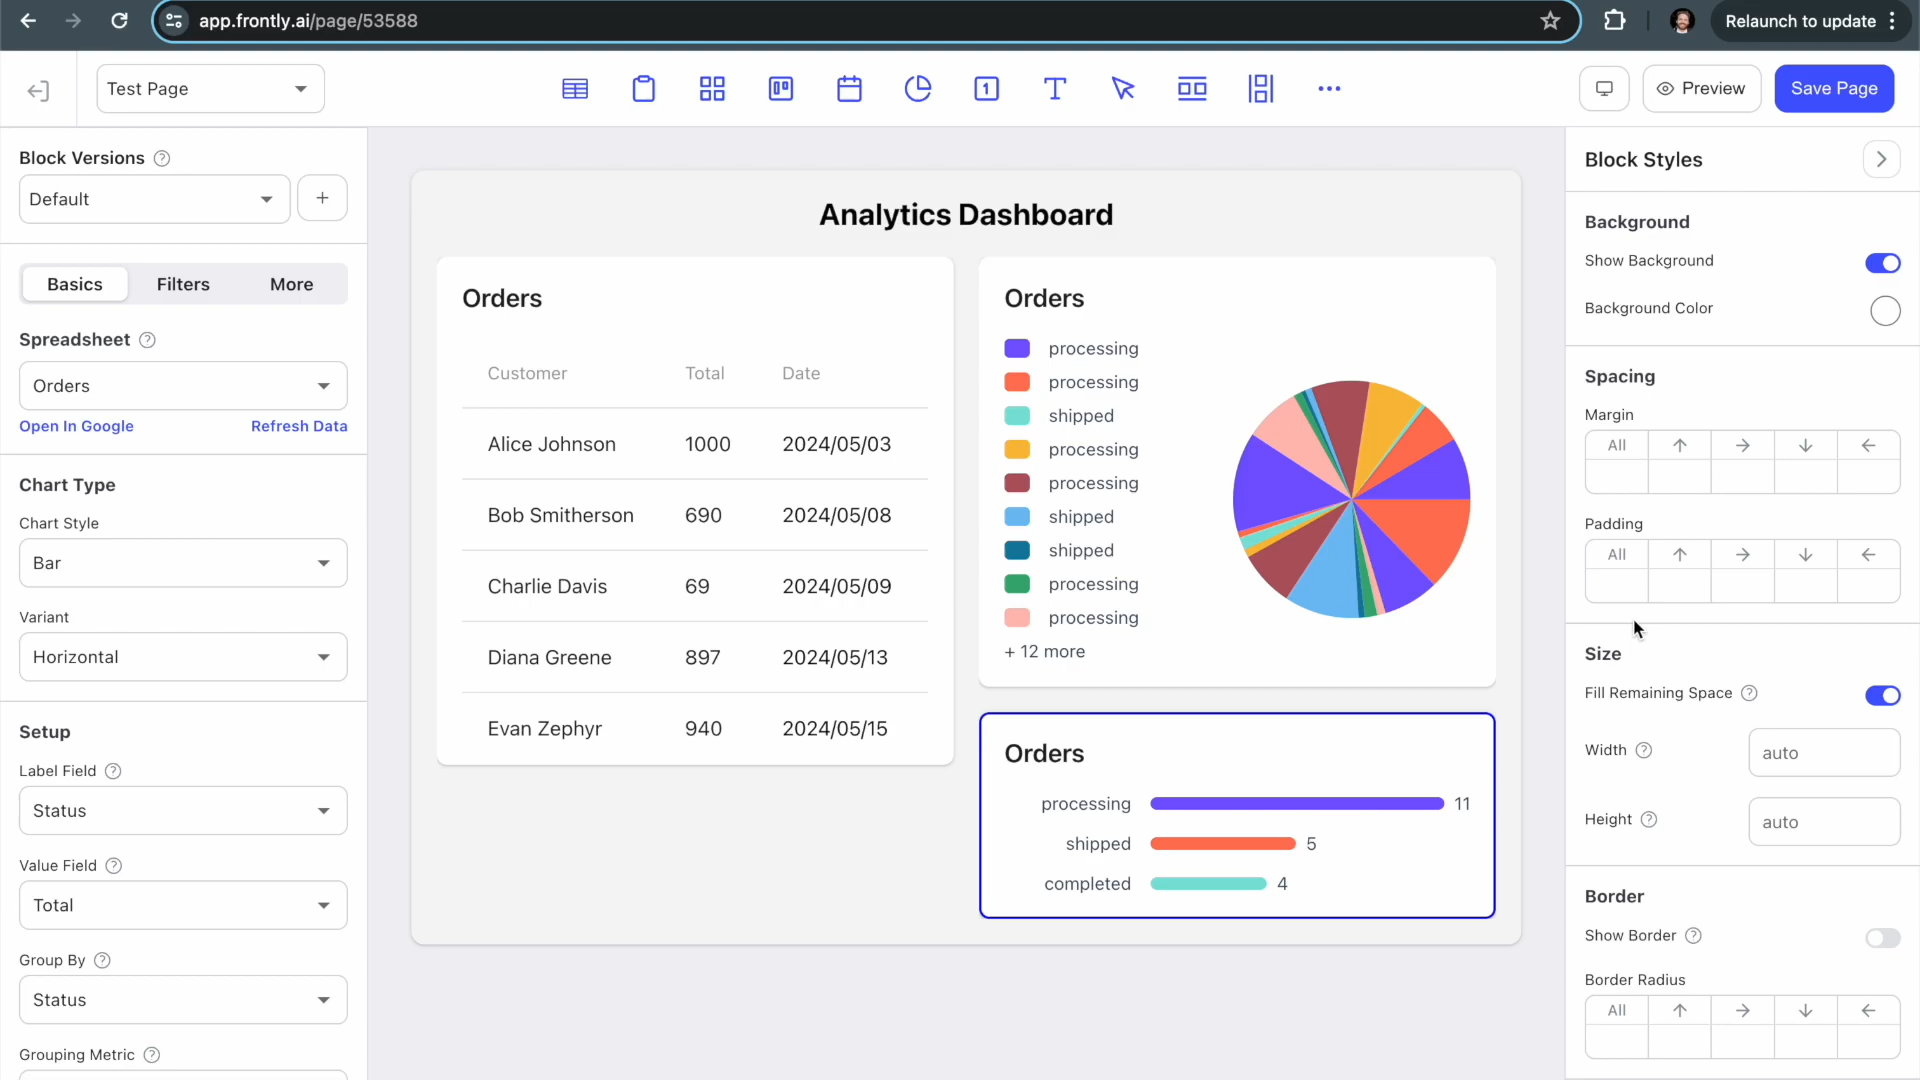 app.frontly.ai/page/53588
Relaunch to update
Test Page
1
T
Preview
Save Page
Block Versions ?
Default
+
Basics
Filters
More
Spreadsheet ?
Orders
Open In Google
Refresh Data
Chart Type
Chart Style
Bar
Variant
Horizontal
Setup
Label Field ?
Status
Value Field ?
Total
Group By ?
Status
Grouping Metric ?
Analytics Dashboard
Orders
Customer Total Date
Alice Johnson 1000 2024/05/03
Bob Smitherson 690 2024/05/08
Charlie Davis 69 2024/05/09
Diana Greene 897 2024/05/13
Evan Zephyr 940 2024/05/15
Orders
processing
processing
shipped
processing
processing
shipped
shipped
processing
processing
+ 12 more
Orders
processing 11
shipped 5
completed 4
Block Styles
Background
Show Background
Background Color
Spacing
Margin
All ↑ → ↓ ←
Padding
All ↑ → ↓ ←
Size
Fill Remaining Space ?
Width ? auto
Height ? auto
Border
Show Border ?
Border Radius
All ↑ → ↓ ←